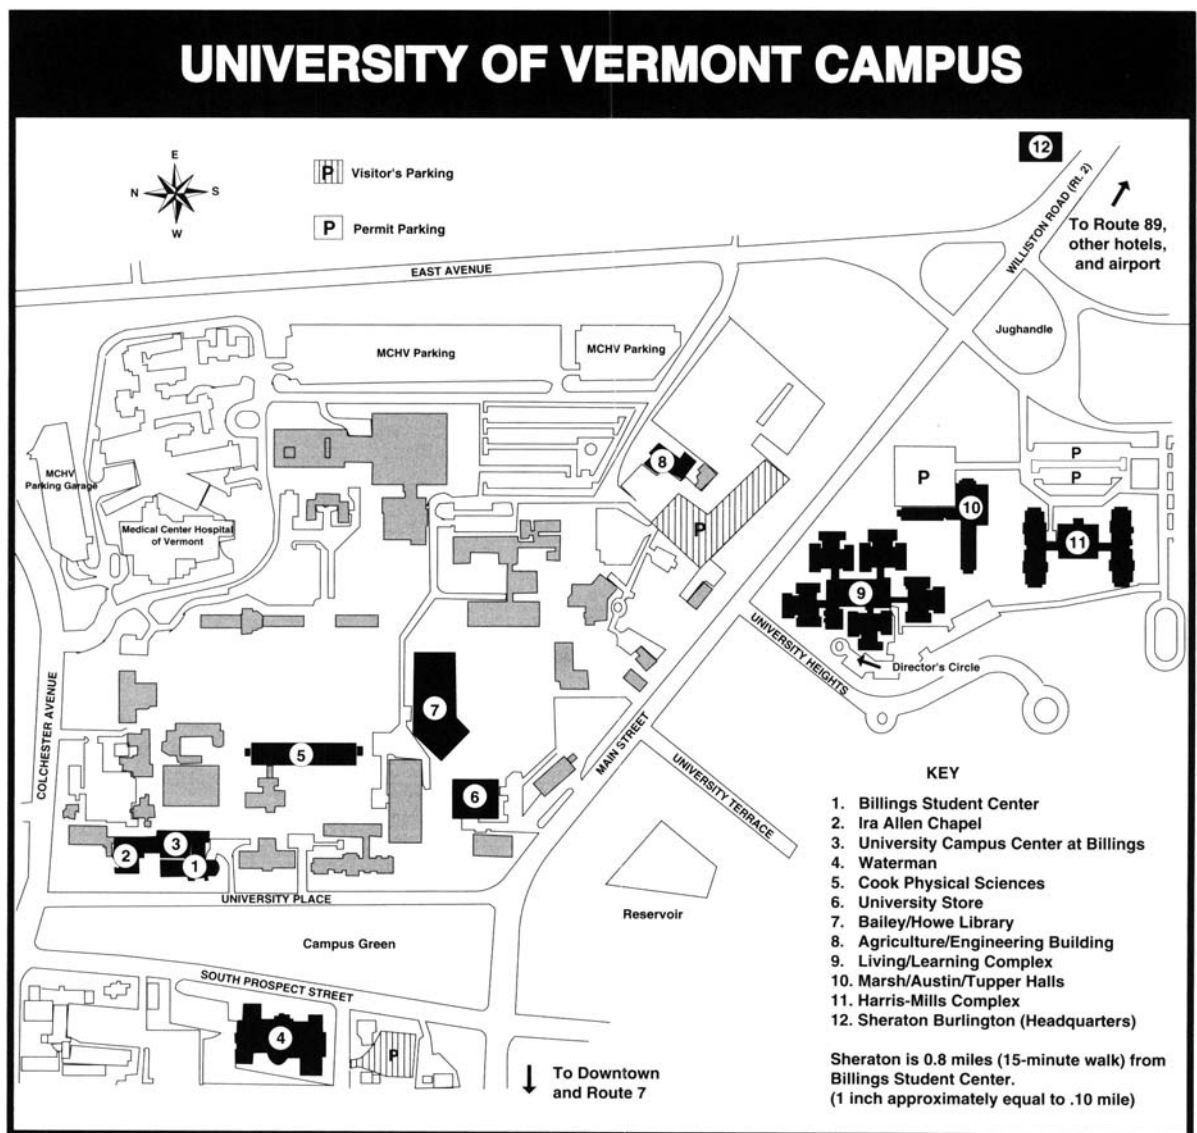 UNIVERSITY OF VERMONT CAMPUS
12
E
N
S
W
P Visitor's Parking
P Permit Parking
WILLISTON ROAD (Rt. 2)
To Route 89,
other hotels,
and airport
EAST AVENUE
Jughandle
MCHV Parking
MCHV Parking
MCHV
Parking Garage
8
P
P
P
10
Medical Center Hospital
of Vermont
P
11
9
UNIVERSITY HEIGHTS
Director's Circle
COLCHESTER AVENUE
7
5
MAIN STREET
6
UNIVERSITY TERRACE
2
3
1
UNIVERSITY PLACE
Reservoir
Campus Green
SOUTH PROSPECT STREET
4
P
To Downtown
and Route 7
KEY
1. Billings Student Center
2. Ira Allen Chapel
3. University Campus Center at Billings
4. Waterman
5. Cook Physical Sciences
6. University Store
7. Bailey/Howe Library
8. Agriculture/Engineering Building
9. Living/Learning Complex
10. Marsh/Austin/Tupper Halls
11. Harris-Mills Complex
12. Sheraton Burlington (Headquarters)
Sheraton is 0.8 miles (15-minute walk) from
Billings Student Center.
(1 inch approximately equal to .10 mile)